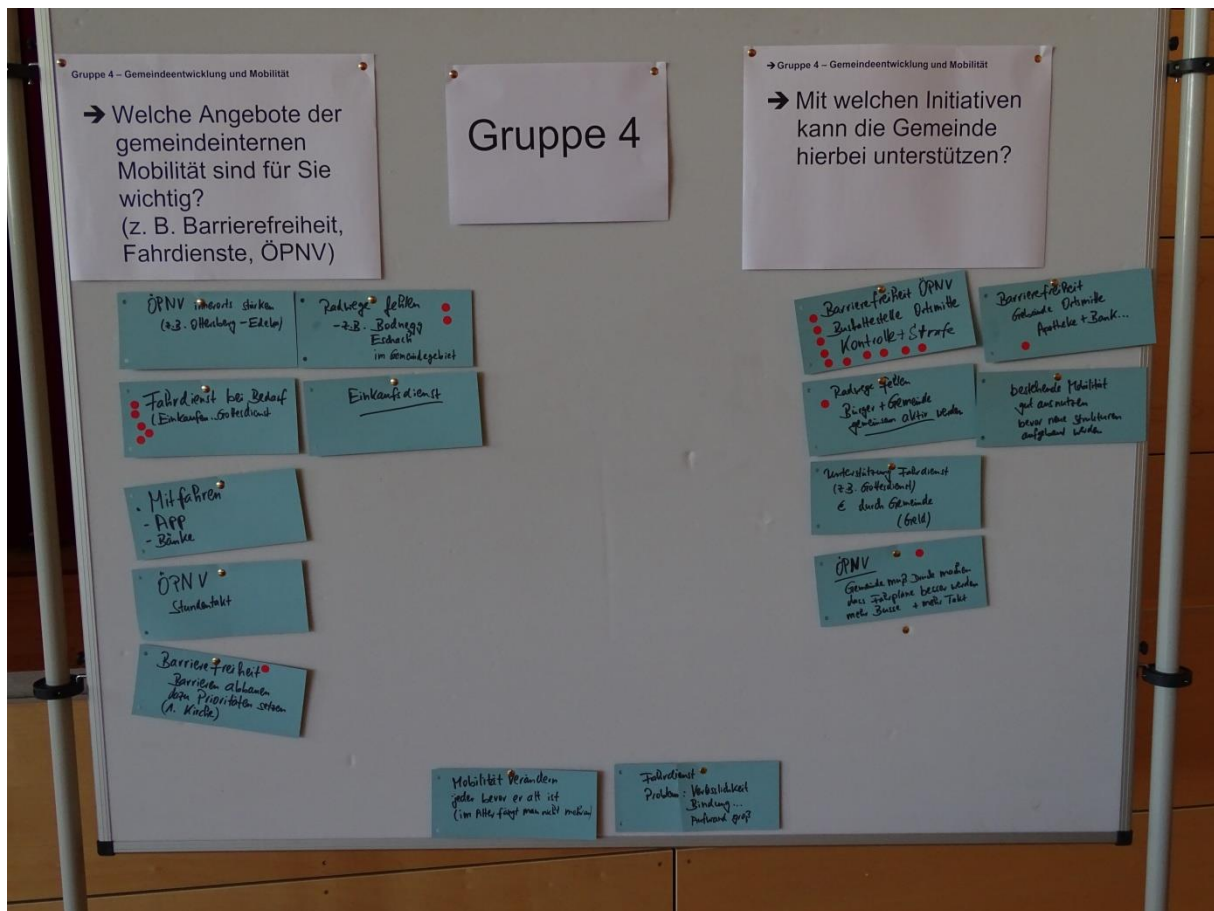 Gruppe 4 – Gemeindeentwicklung und Mobilität
➔ Welche Angebote der
gemeindeinternen
Mobilität sind für Sie
wichtig?
(z. B. Barrierefreiheit,
Fahrdienste, ÖPNV)
Gruppe 4
➔ Gruppe 4 – Gemeindeentwicklung und Mobilität
➔ Mit welchen Initiativen
kann die Gemeinde
hierbei unterstützen?
ÖPNV innerorts stärken
(z.B. Ottersberg -
Radwege fehlen
- z.B. Bodnegg
Eschach
im Gemeindegebiet
Fahrdienst bei Bedarf
(Einkaufen.. Gottesdienst
Einkaufsdienst
Mitfahren
- APP
- Bänke
ÖPNV
Stundentakt
Barrierefreiheit
Barrieren abbauen
dazu Prioritäten setzen
(1. Kirche)
Barrierefreiheit ÖPNV
Bushaltestelle Ortsmitte
Kontrolle + Strafe
Barrierefreiheit
Gebäude Ortsmitte
Apotheke + Bank...
Radwege fehlen
Bürger + Gemeinde
gemeinsam aktiv werden
bestehende Mobilität
gut ausnutzen
bevor neue Strukturen
aufgebaut werden
Unterstützung Fahrdienst
(z.B. Gottesdienst)
€ durch Gemeinde
(Geld)
ÖPNV
Gemeinde muß Druck machen
dass Fahrpläne besser werden
mehr Busse + mehr Takt
Mobilität verändern
jeder bevor er alt ist
(im Alter fängt man nicht mehr an)
Fahrdienst
Problem: Verlässlichkeit
Bindung...
Aufwand groß